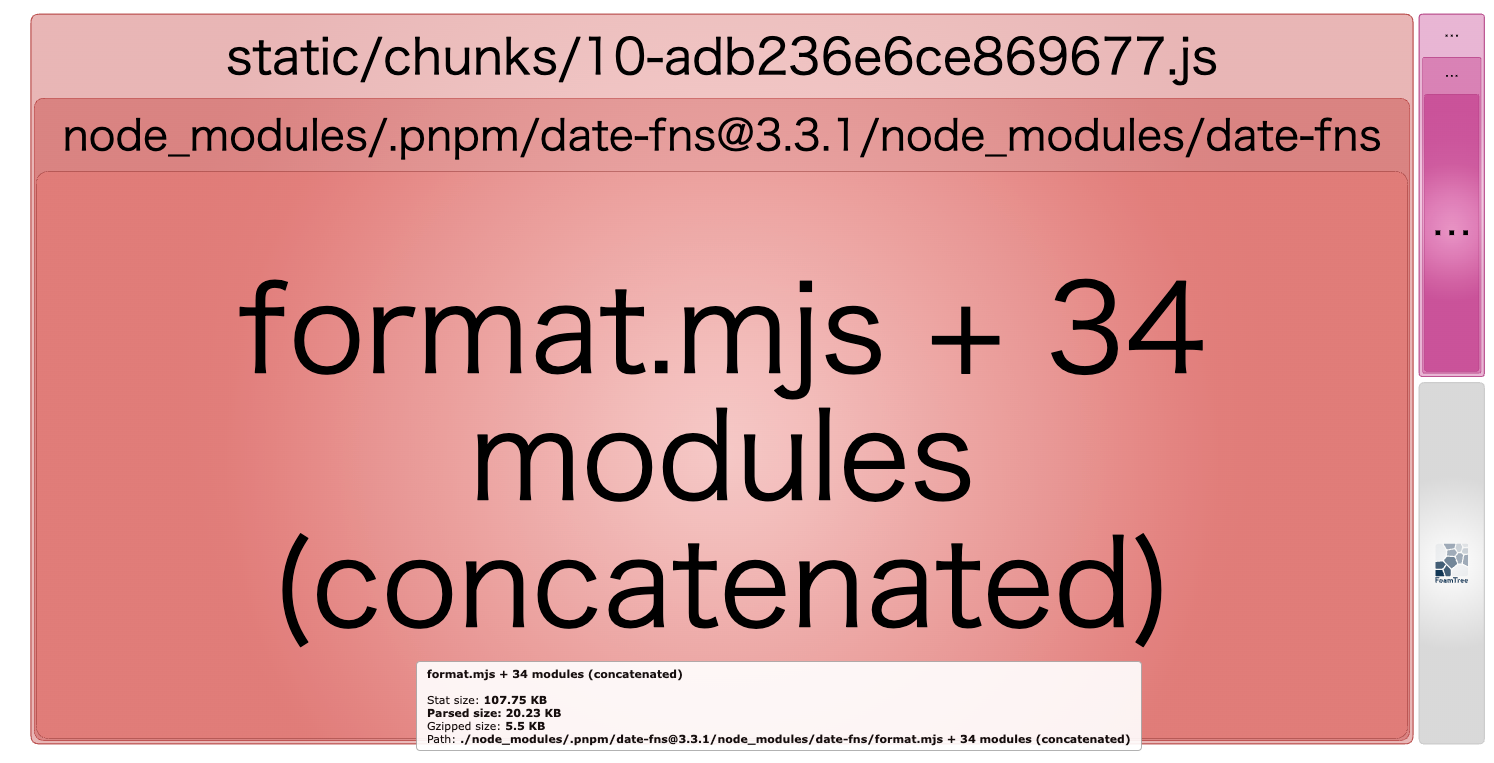 static/chunks/10-adb236e6ce869677.js
node_modules/.pnpm/date-fns@3.3.1/node_modules/date-fns
format.mjs + 34
modules
(concatenated)
format.mjs + 34 modules (concatenated)
Stat size: 107.75 KB
Parsed size: 20.23 KB
Gzipped size: 5.5 KB
Path: ./node_modules/.pnpm/date-fns@3.3.1/node_modules/date-fns/format.mjs + 34 modules (concatenated)
...
...
...
FoamTree